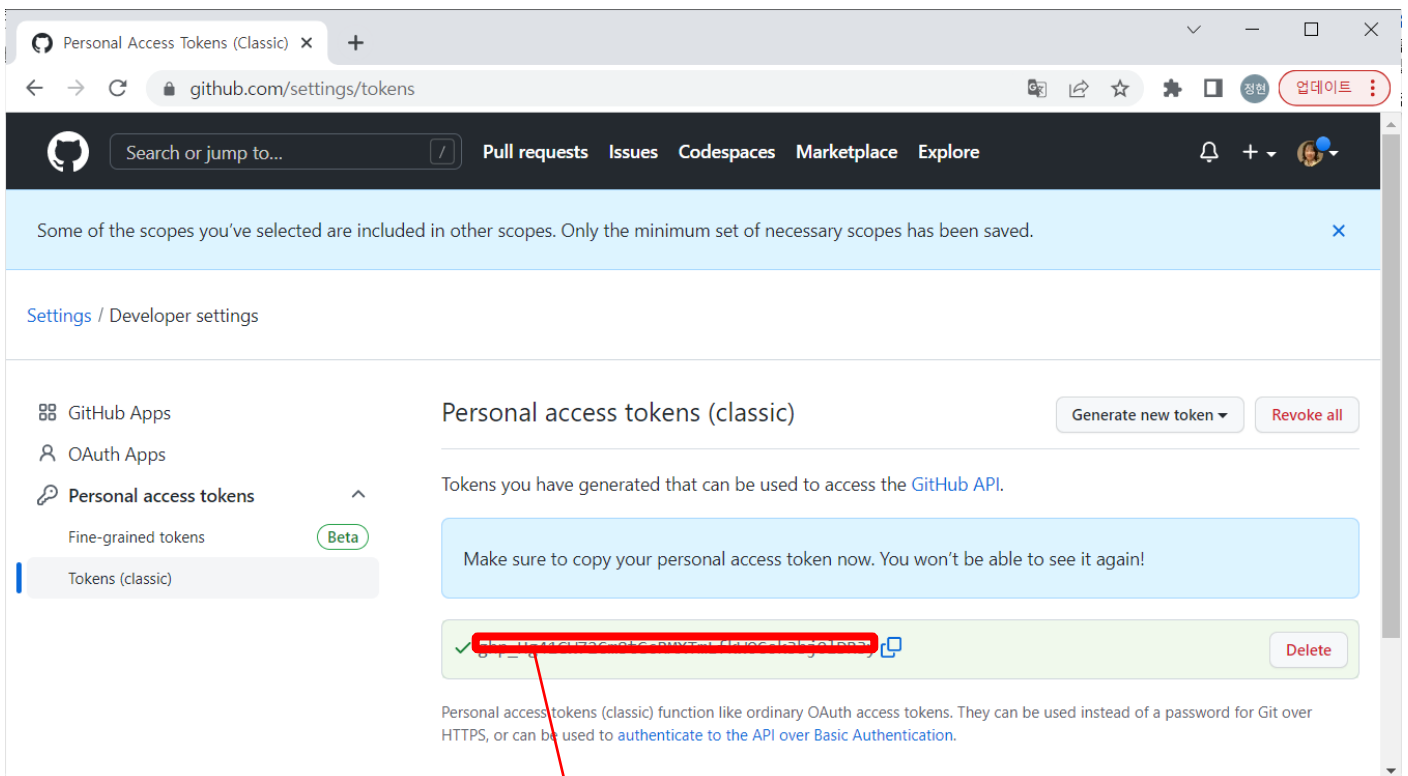 Personal Access Tokens (Classic)
github.com/settings/tokens
정현
업데이트
Search or jump to...
/
Pull requests Issues Codespaces Marketplace Explore
Some of the scopes you've selected are included in other scopes. Only the minimum set of necessary scopes has been saved.
Settings / Developer settings
GitHub Apps
OAuth Apps
Personal access tokens
Fine-grained tokens Beta
Tokens (classic)
Personal access tokens (classic)
Generate new token
Revoke all
Tokens you have generated that can be used to access the GitHub API.
Make sure to copy your personal access token now. You won't be able to see it again!
Delete
Personal access tokens (classic) function like ordinary OAuth access tokens. They can be used instead of a password for Git over
HTTPS, or can be used to authenticate to the API over Basic Authentication.